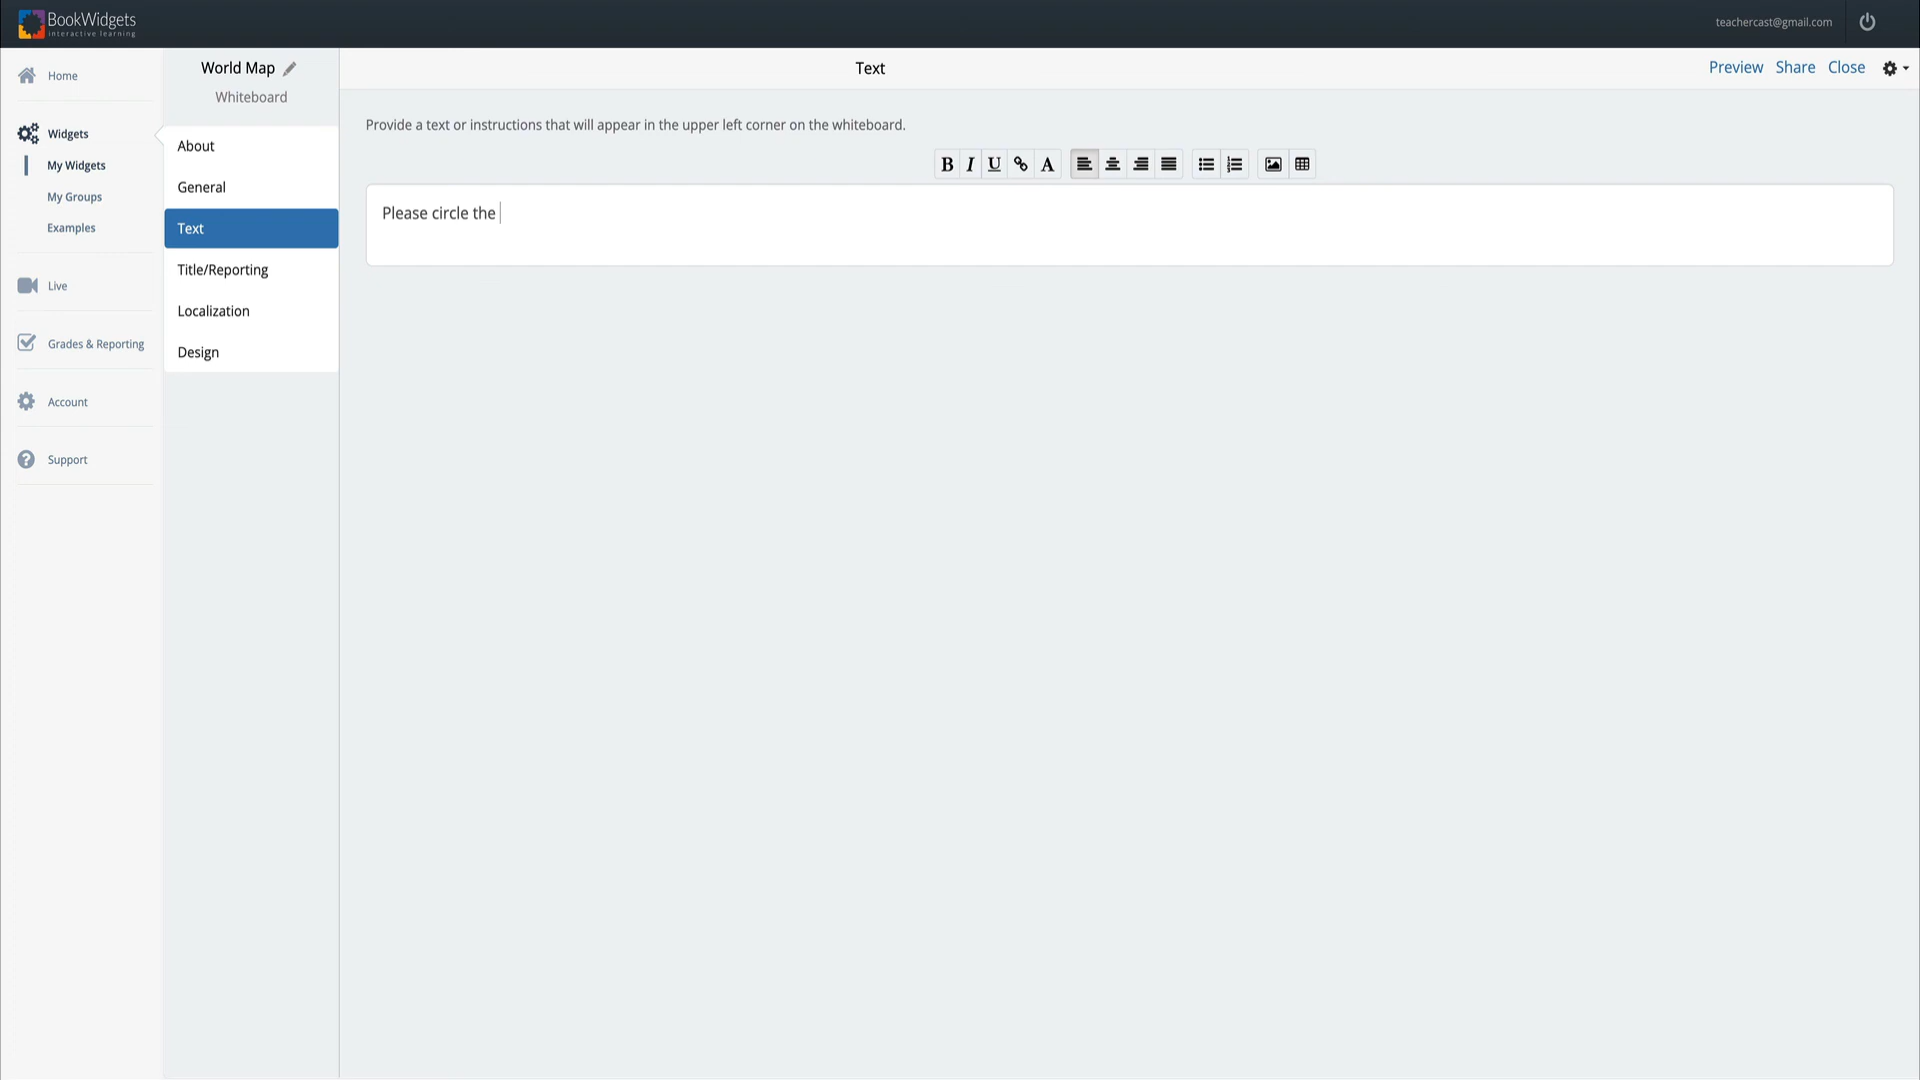 BookWidgets
interactive learning
teachercast@gmail.com
Home
Widgets
My Widgets
My Groups
Examples
Live
Grades & Reporting
Account
Support
World Map
Whiteboard
About
General
Text
Title/Reporting
Localization
Design
Text
Preview Share Close
Provide a text or instructions that will appear in the upper left corner on the whiteboard.
B I U A
Please circle the